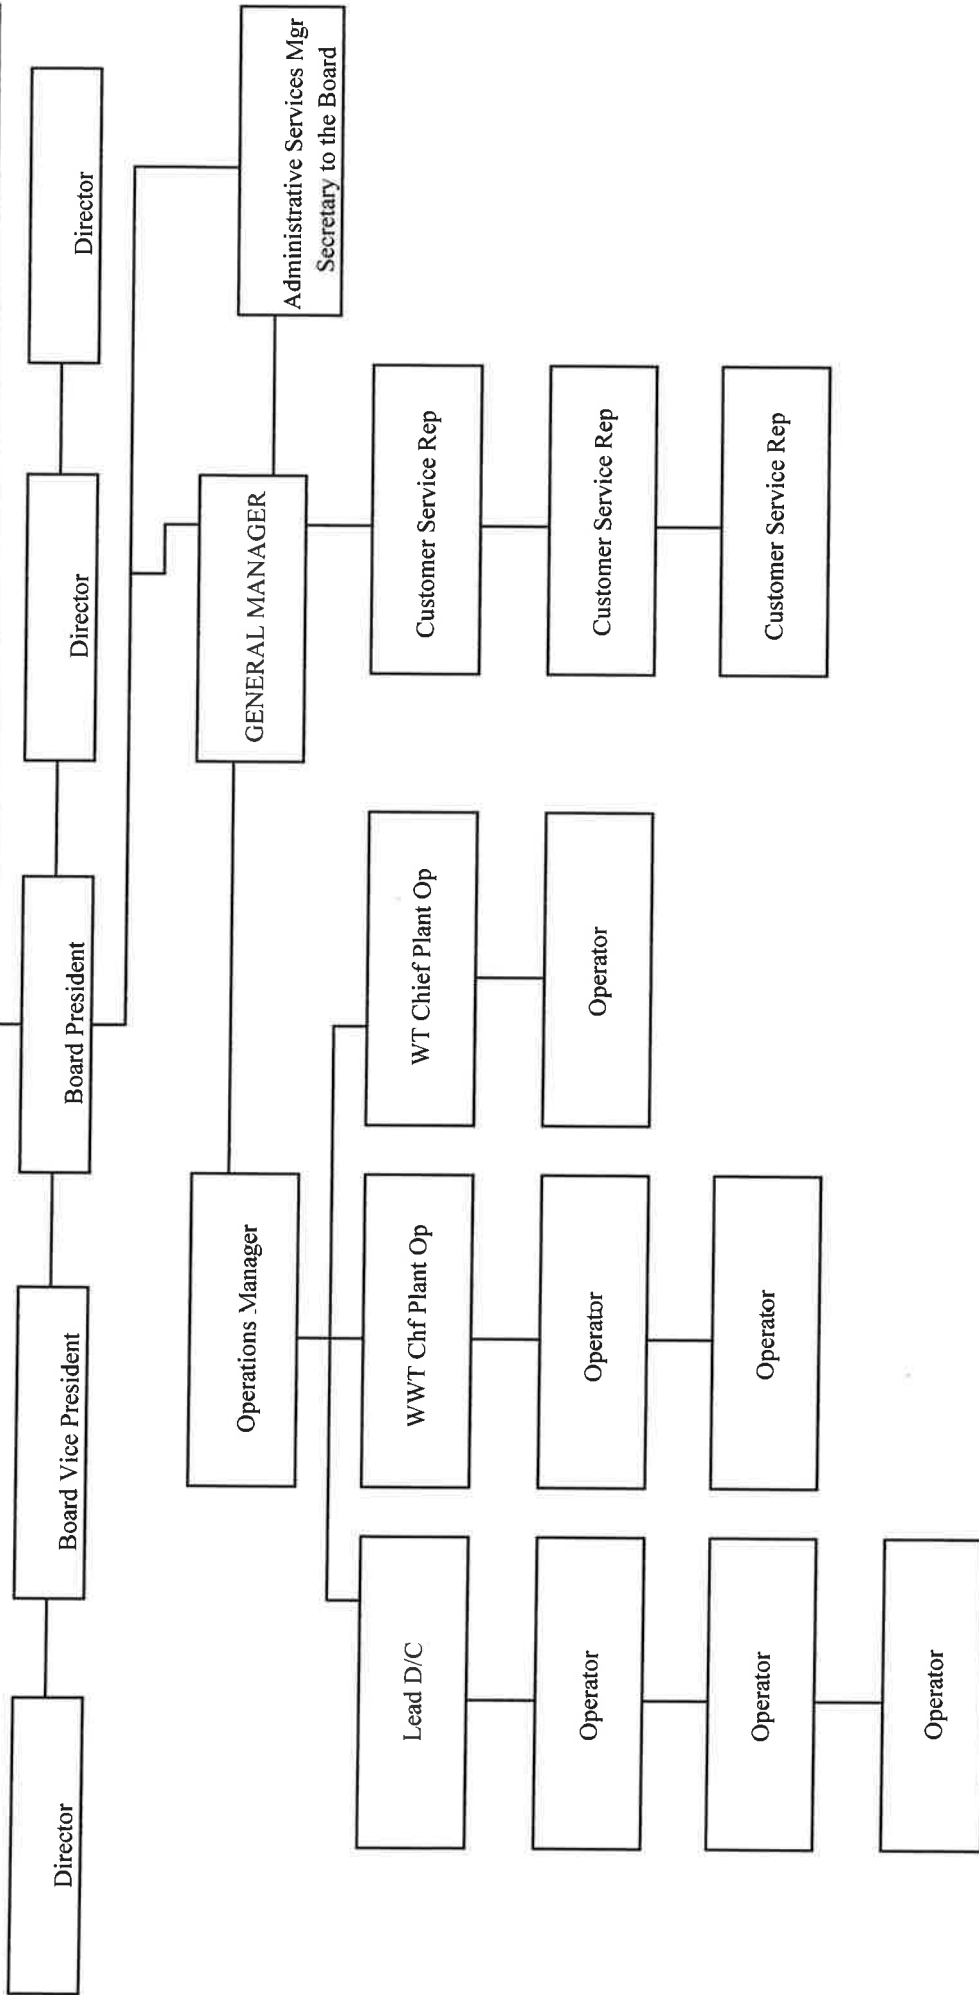 Director
Board Vice President
Board President
Director
Director
Operations Manager
GENERAL MANAGER
Administrative Services Mgr
Secretary to the Board
Lead D/C
WWT Chf Plant Op
WT Chief Plant Op
Customer Service Rep
Operator
Operator
Operator
Customer Service Rep
Operator
Operator
Customer Service Rep
Operator